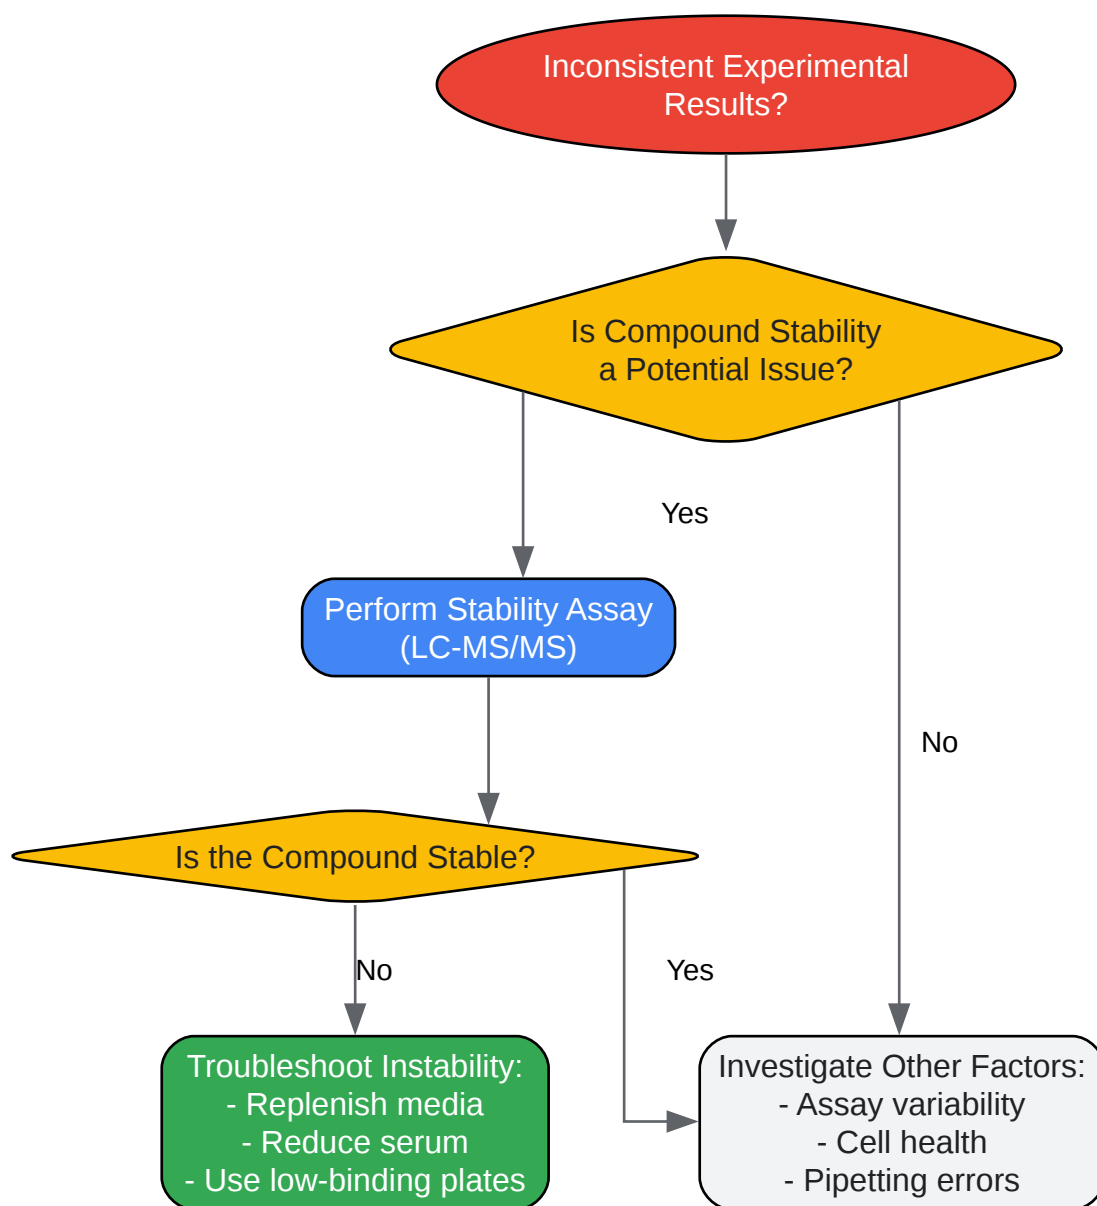 Inconsistent Experimental
Results?
Is Compound Stability
a Potential Issue?
Yes
Perform Stability Assay
(LC-MS/MS)
No
Is the Compound Stable?
No
Yes
Troubleshoot Instability:
- Replenish media
- Reduce serum
- Use low-binding plates
Investigate Other Factors:
- Assay variability
- Cell health
- Pipetting errors